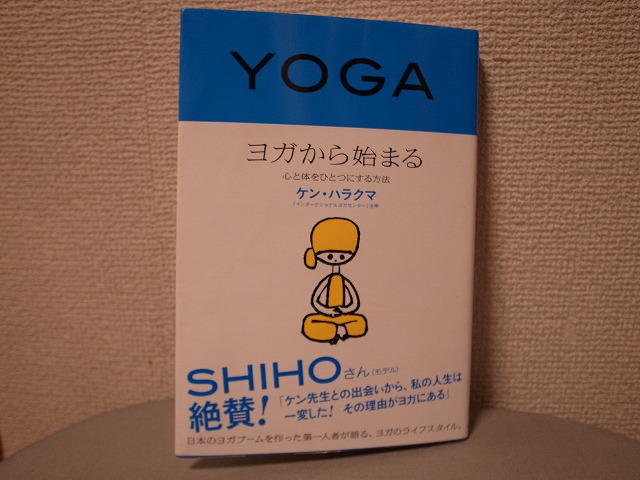 YOGA
ヨガから始まる
心と体をひとつにする方法
ケン・ハラクマ
「インターナショナルヨガセンター」主宰
SHIHOさん(モデル)
絶賛!
「ケン先生との出会いから、私の人生は
一変した! その理由がヨガにある」
日本のヨガブームを作った第一人者が語る、ヨガのライフスタイル。